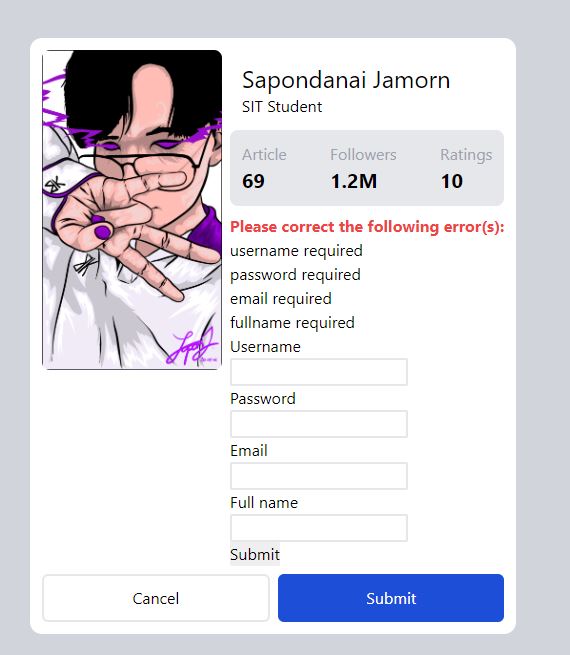 Sapondanai Jamorn
SIT Student
Article Followers Ratings
69 1.2M 10
Please correct the following error(s):
username required
password required
email required
fullname required
Username
Password
Email
Full name
Submit
Cancel Submit